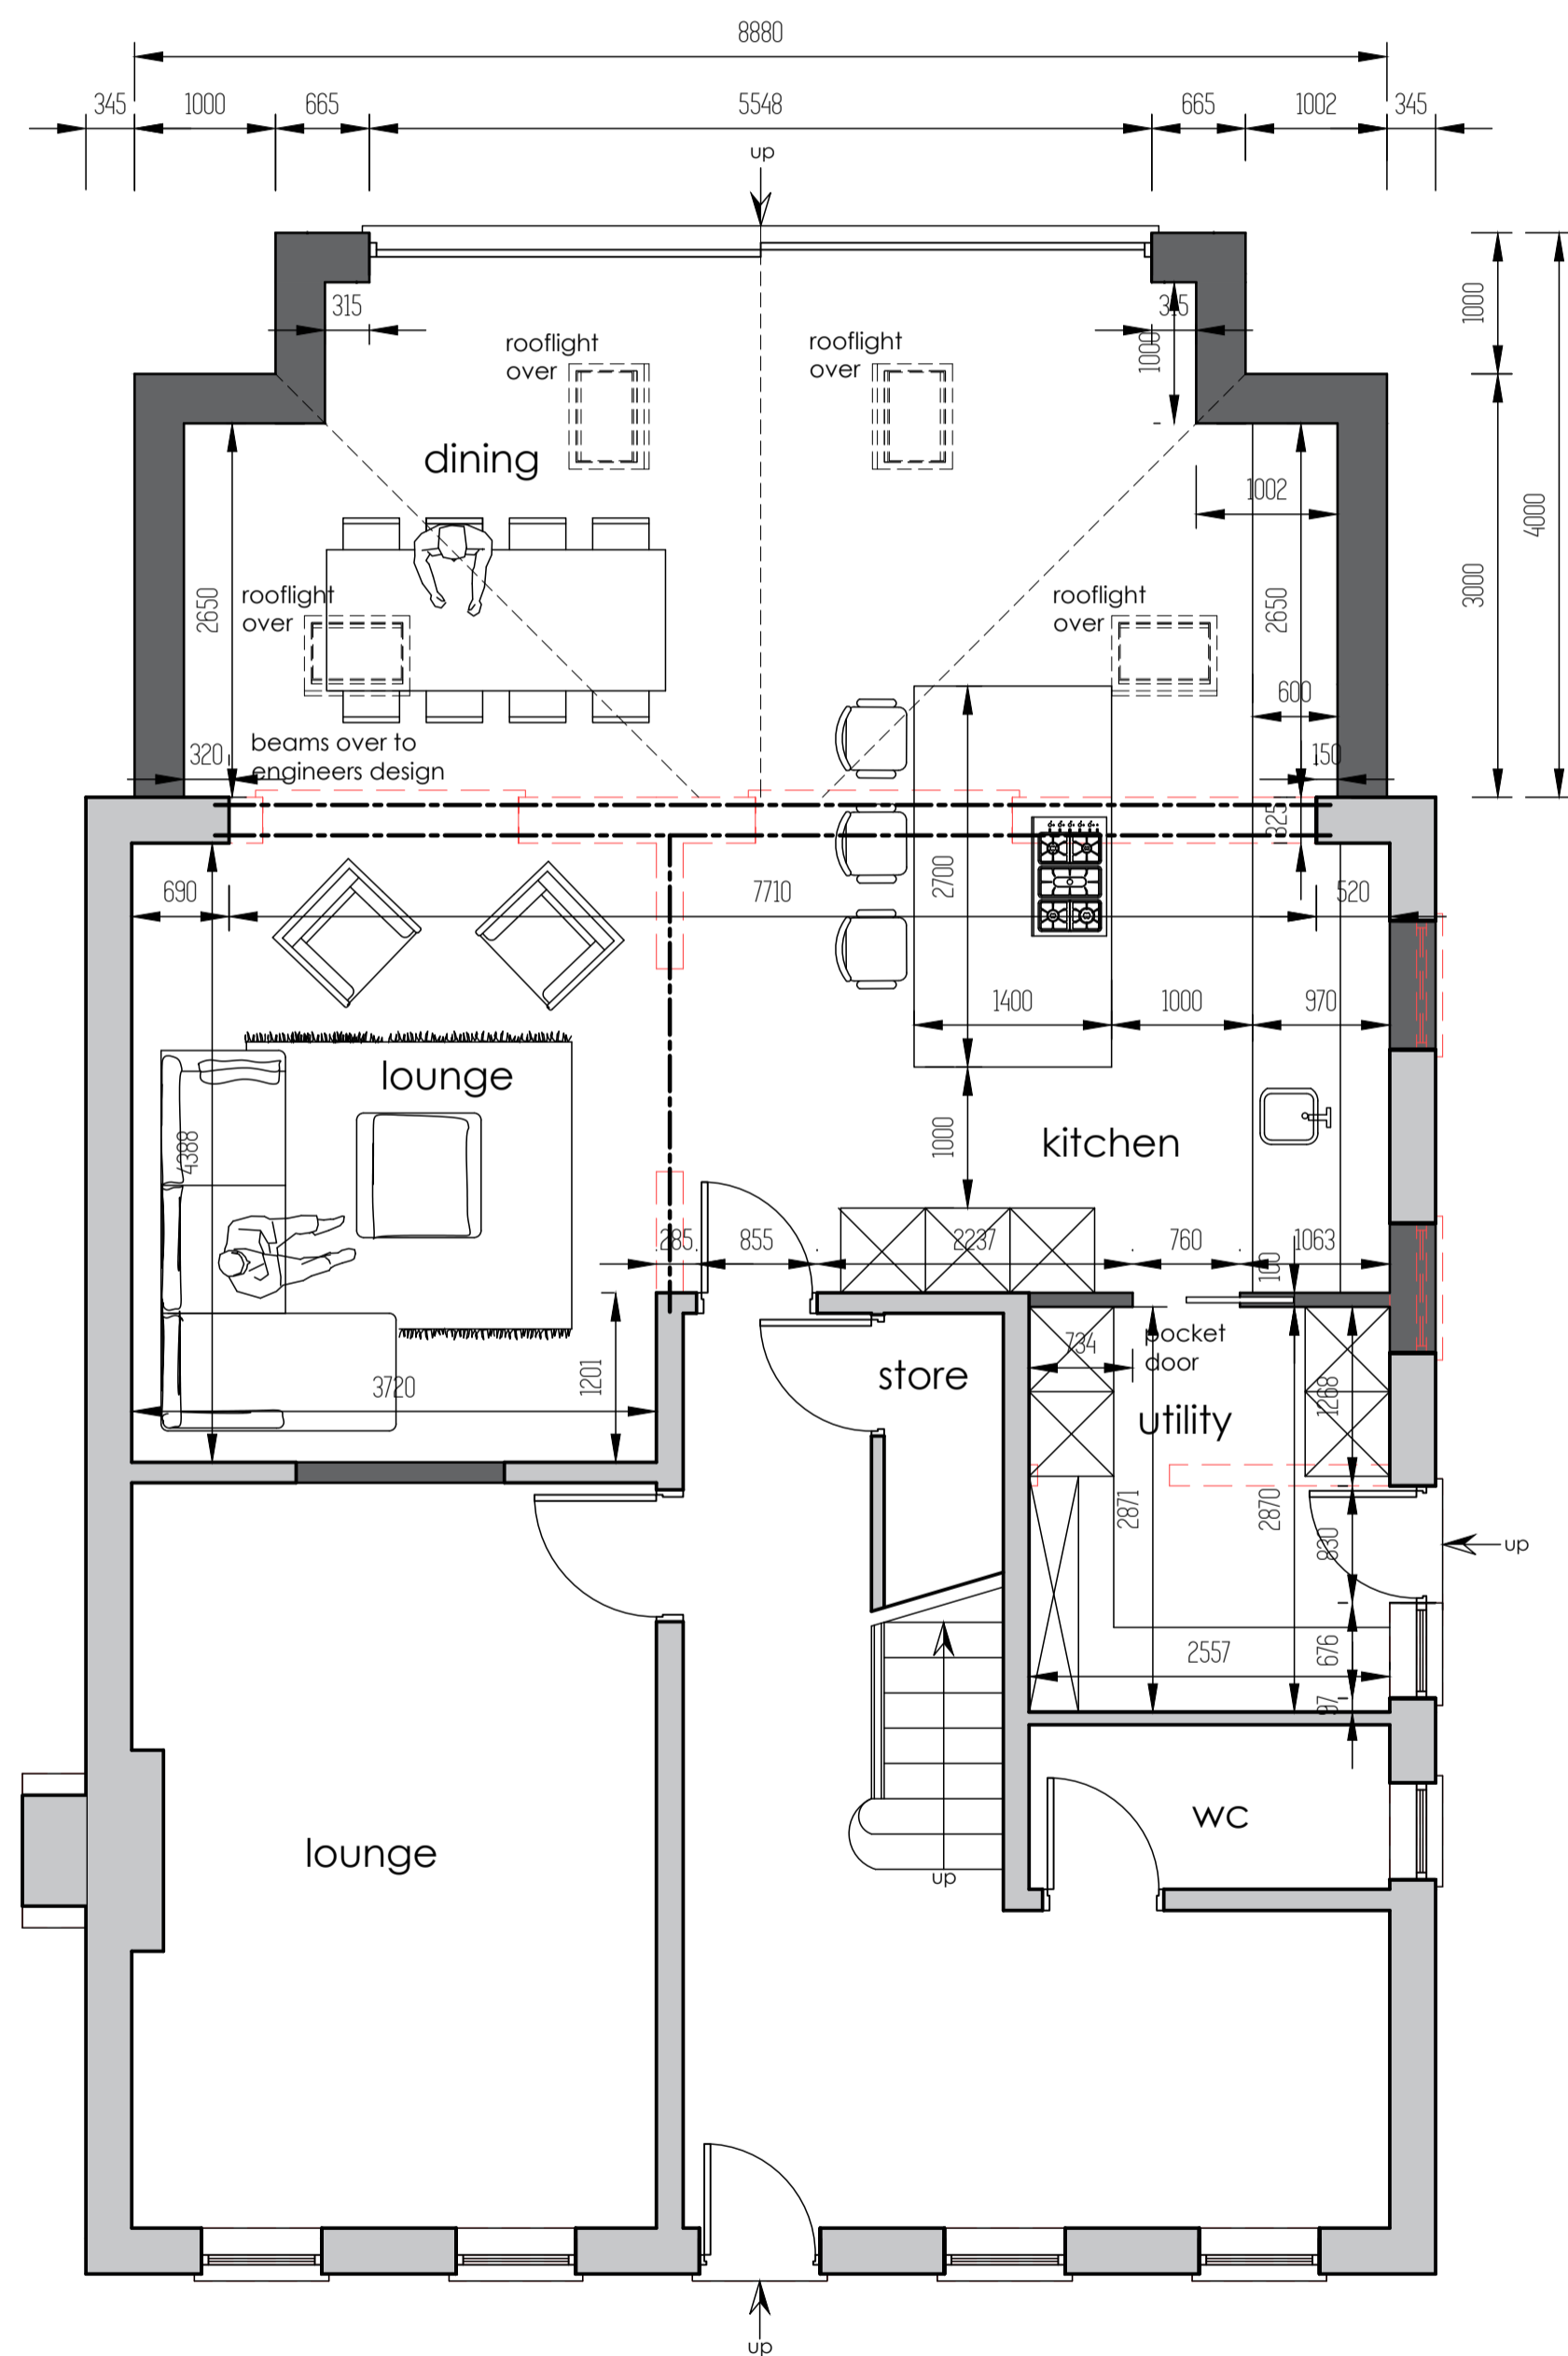 8880
345 1000 665 5548 665 1002 345
up
315
315
1000
1000
rooflight
over
rooflight
over
dining
1002
4000
3000
2650
rooflight
over
rooflight
over
2650
600
320
beams over to
engineers design
150
325
690
7710
2700
520
1400 1000 970
lounge
4388
1000
kitchen
285 855 2237 760 1063
100
3720
1201
store
734
pocket
door
utility
1268
2871
2870
830
up
2557
676
97
wc
lounge
up
up